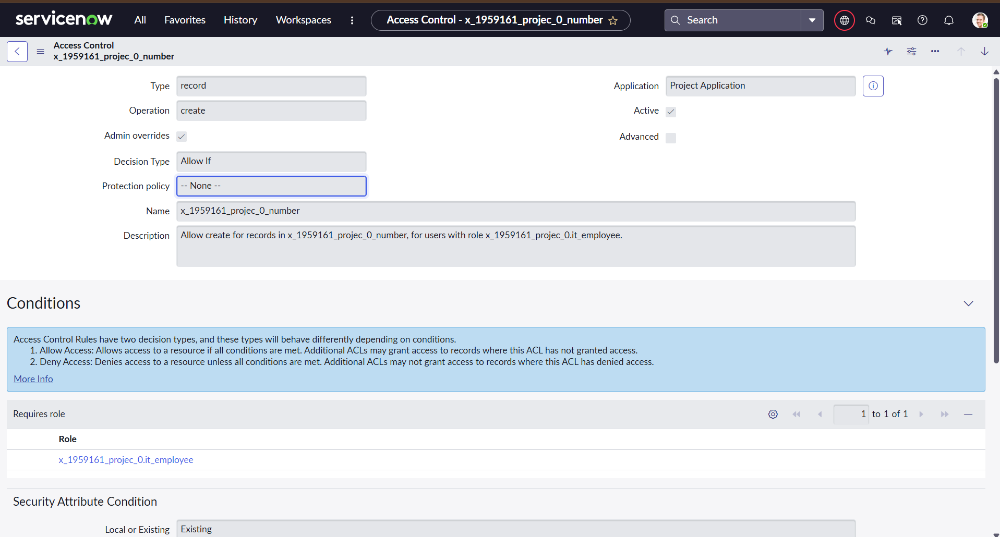 servicenow
All
Favorites
History
Workspaces
Access Control - x_1959161_projec_0_number
Search
Access Control
x_1959161_projec_0_number
Type
record
Application
Project Application
Operation
create
Active
Admin overrides
Advanced
Decision Type
Allow If
Protection policy
-- None --
Name
x_1959161_projec_0_number
Description
Allow create for records in x_1959161_projec_0_number, for users with role x_1959161_projec_0.it_employee.
Conditions
Access Control Rules have two decision types, and these types will behave differently depending on conditions.
1. Allow Access: Allows access to a resource if all conditions are met. Additional ACLs may grant access to records where this ACL has not granted access.
2. Deny Access: Denies access to a resource unless all conditions are met. Additional ACLs may not grant access to records where this ACL has denied access.
More Info
Requires role
1 to 1 of 1
Role
x_1959161_projec_0.it_employee
Security Attribute Condition
Local or Existing
Existing